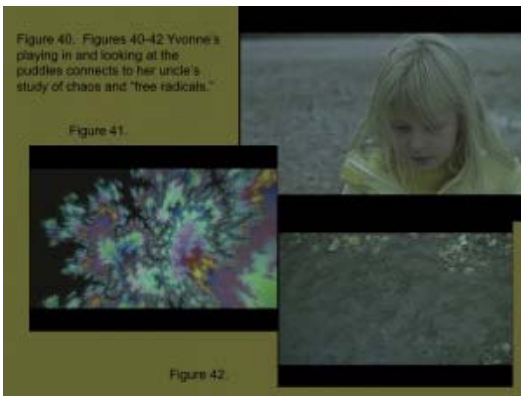 Figure 40. Figures 40-42 Yvonne's
playing in and looking at the
puddles connects to her uncle's
study of chaos and "free radicals."
Figure 41.
Figure 42.